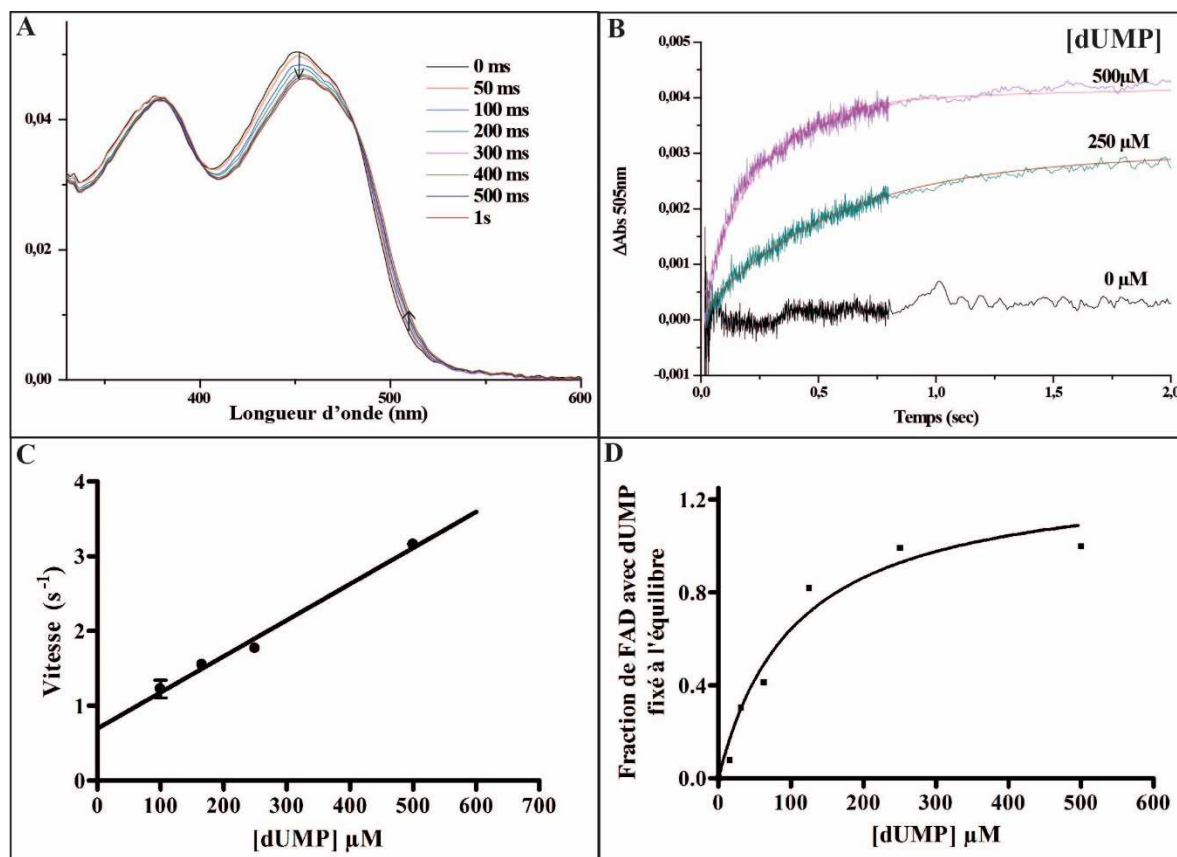 A
0,04
0,02
0,00
400
500
600
Longueur d'onde (nm)
0 ms
50 ms
100 ms
200 ms
300 ms
400 ms
500 ms
1s
B
[dUMP]
0,005
0,004
0,003
0,002
0,001
0,000
-0,001
ΔAbs 505nm
500µM
250 µM
0 µM
0,0
0,5
1,0
1,5
2,0
Temps (sec)
C
4
3
2
1
0
Vitesse (s⁻¹)
0
100
200
300
400
500
600
700
[dUMP] µM
D
1.2
0.8
0.4
0.0
Fraction de FAD avec dUMP
fixé à l'équilibre
0
100
200
300
400
500
600
[dUMP] µM